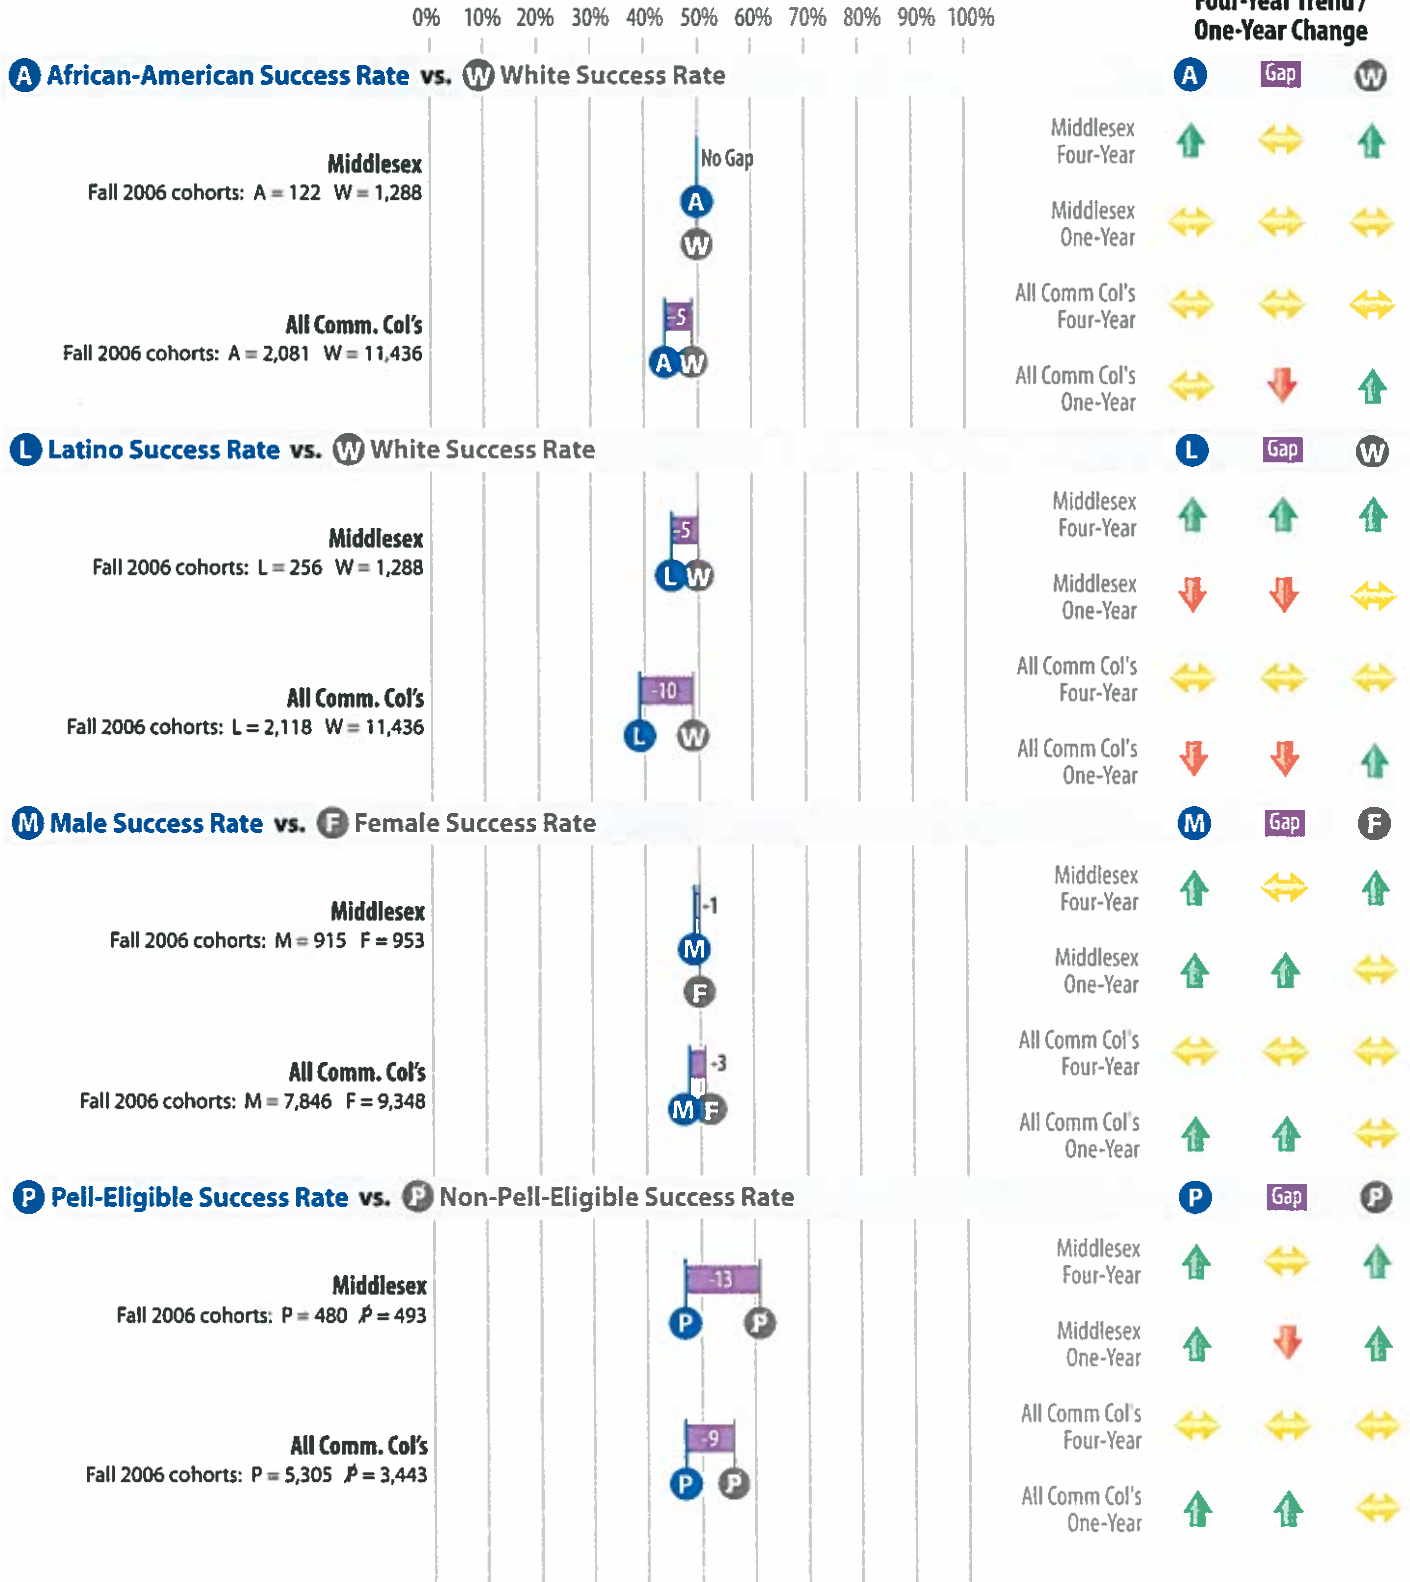 Four-Year Trend /
One-Year Change
0% 10% 20% 30% 40% 50% 60% 70% 80% 90% 100%
A African-American Success Rate vs. W White Success Rate
A Gap W
Middlesex
Fall 2006 cohorts: A = 122 W = 1,288
No Gap
A
W
Middlesex
Four-Year
Middlesex
One-Year
All Comm. Col's
Fall 2006 cohorts: A = 2,081 W = 11,436
-5
A W
All Comm Col's
Four-Year
All Comm Col's
One-Year
L Latino Success Rate vs. W White Success Rate
L Gap W
Middlesex
Fall 2006 cohorts: L = 256 W = 1,288
-5
L W
Middlesex
Four-Year
Middlesex
One-Year
All Comm. Col's
Fall 2006 cohorts: L = 2,118 W = 11,436
-10
L W
All Comm Col's
Four-Year
All Comm Col's
One-Year
M Male Success Rate vs. F Female Success Rate
M Gap F
Middlesex
Fall 2006 cohorts: M = 915 F = 953
-1
M
F
Middlesex
Four-Year
Middlesex
One-Year
All Comm. Col's
Fall 2006 cohorts: M = 7,846 F = 9,348
-3
M F
All Comm Col's
Four-Year
All Comm Col's
One-Year
P Pell-Eligible Success Rate vs. P̸ Non-Pell-Eligible Success Rate
P Gap P̸
Middlesex
Fall 2006 cohorts: P = 480 P̸ = 493
-13
P P̸
Middlesex
Four-Year
Middlesex
One-Year
All Comm. Col's
Fall 2006 cohorts: P = 5,305 P̸ = 3,443
-9
P P̸
All Comm Col's
Four-Year
All Comm Col's
One-Year